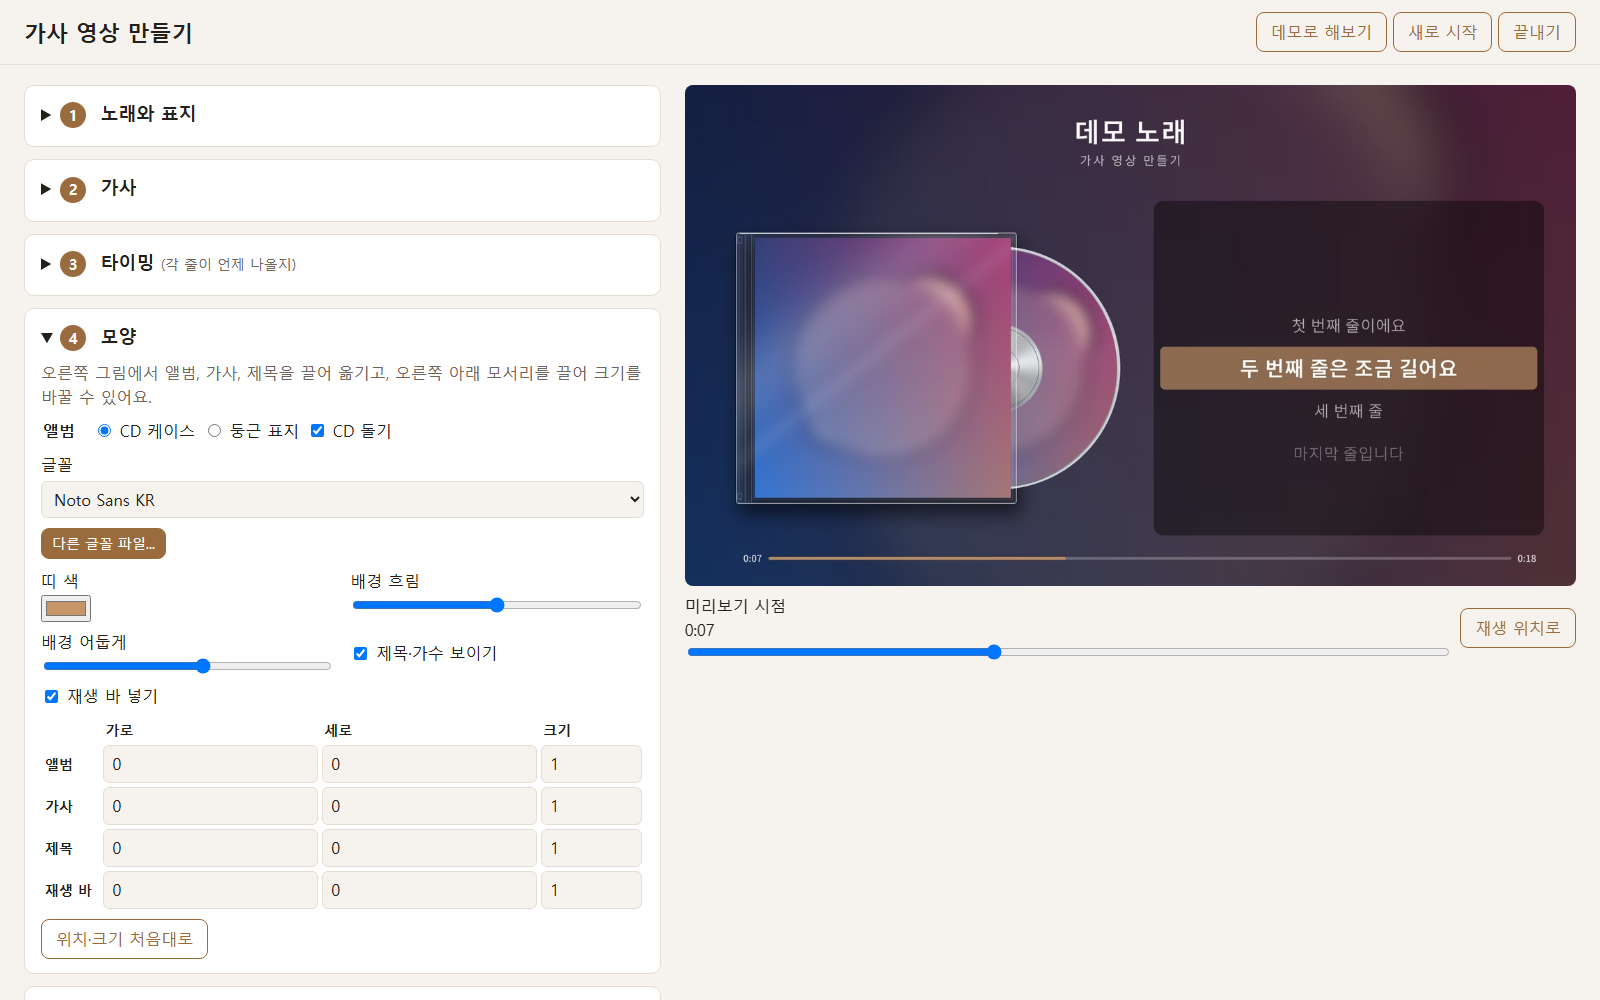 가사 영상 만들기
데모로 해보기
새로 시작
끝내기
1 노래와 표지
2 가사
3 타이밍 (각 줄이 언제 나올지)
4 모양
오른쪽 그림에서 앨범, 가사, 제목을 끌어 옮기고, 오른쪽 아래 모서리를 끌어 크기를
바꿀 수 있어요.
앨범 CD 케이스 둥근 표지 CD 돌기
글꼴
Noto Sans KR
다른 글꼴 파일...
띠 색
배경 흐림
배경 어둡게
제목·가수 보이기
재생 바 넣기
가로 세로 크기
앨범 0 0 1
가사 0 0 1
제목 0 0 1
재생 바 0 0 1
위치·크기 처음대로
데모 노래
가사 영상 만들기
첫 번째 줄이에요
두 번째 줄은 조금 길어요
세 번째 줄
마지막 줄입니다
0:07
0:18
미리보기 시점
0:07
재생 위치로